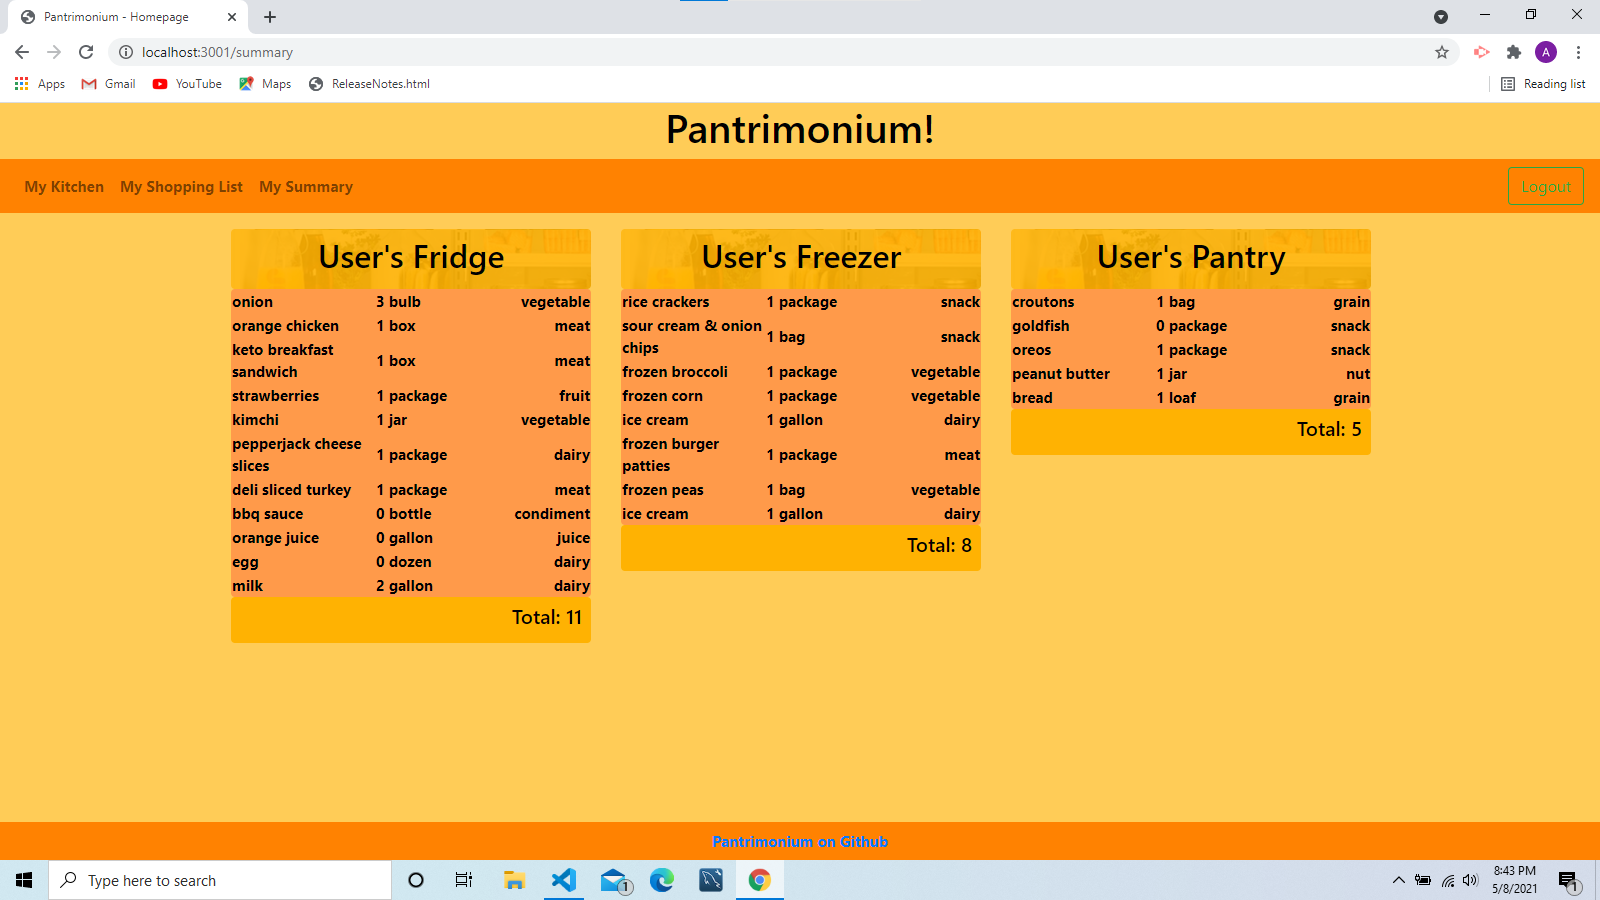 Pantrimonium - Homepage
localhost:3001/summary
A
Apps Gmail YouTube Maps ReleaseNotes.html Reading list
Pantrimonium!
My Kitchen My Shopping List My Summary Logout
User's Fridge
onion 3 bulb vegetable
orange chicken 1 box meat
keto breakfast
sandwich 1 box meat
strawberries 1 package fruit
kimchi 1 jar vegetable
pepperjack cheese
slices 1 package dairy
deli sliced turkey 1 package meat
bbq sauce 0 bottle condiment
orange juice 0 gallon juice
egg 0 dozen dairy
milk 2 gallon dairy
Total: 11
User's Freezer
rice crackers 1 package snack
sour cream & onion
chips 1 bag snack
frozen broccoli 1 package vegetable
frozen corn 1 package vegetable
ice cream 1 gallon dairy
frozen burger
patties 1 package meat
frozen peas 1 bag vegetable
ice cream 1 gallon dairy
Total: 8
User's Pantry
croutons 1 bag grain
goldfish 0 package snack
oreos 1 package snack
peanut butter 1 jar nut
bread 1 loaf grain
Total: 5
Pantrimonium on Github
Type here to search
1
8:43 PM
5/8/2021
1